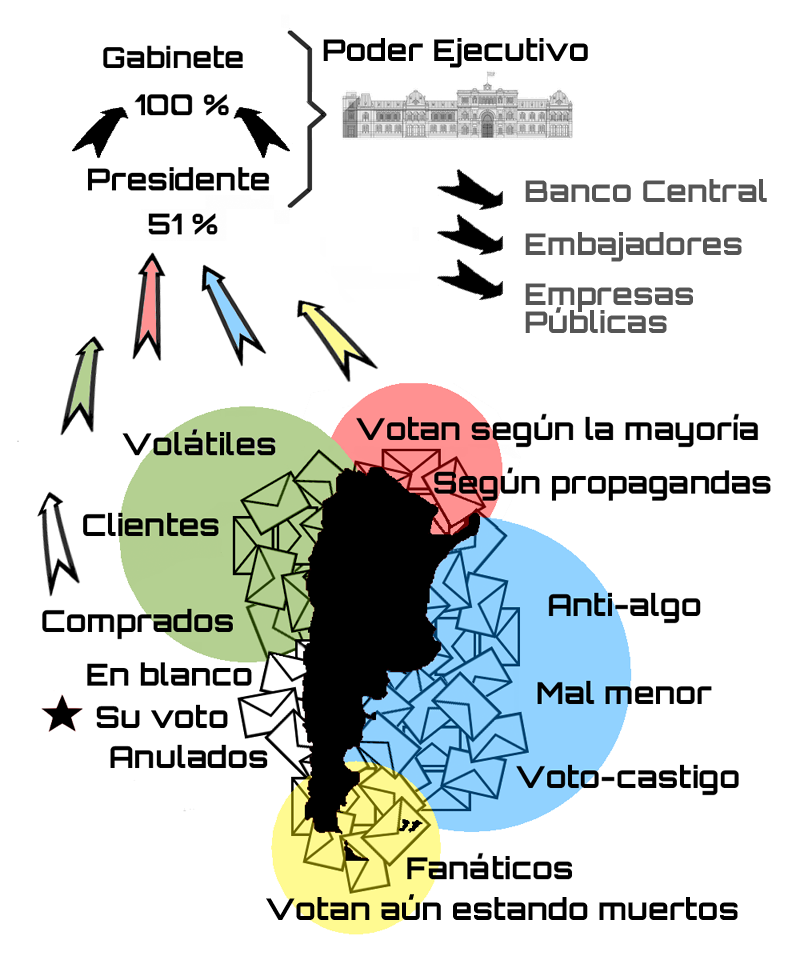 Gabinete
100 %
Poder Ejecutivo
Presidente
51 %
Banco Central
Embajadores
Empresas
Públicas
Volátiles
Clientes
Comprados
Votan según la mayoría
Según propagandas
Anti-algo
Mal menor
Voto-castigo
En blanco
Su voto
Anulados
Fanáticos
Votan aún estando muertos